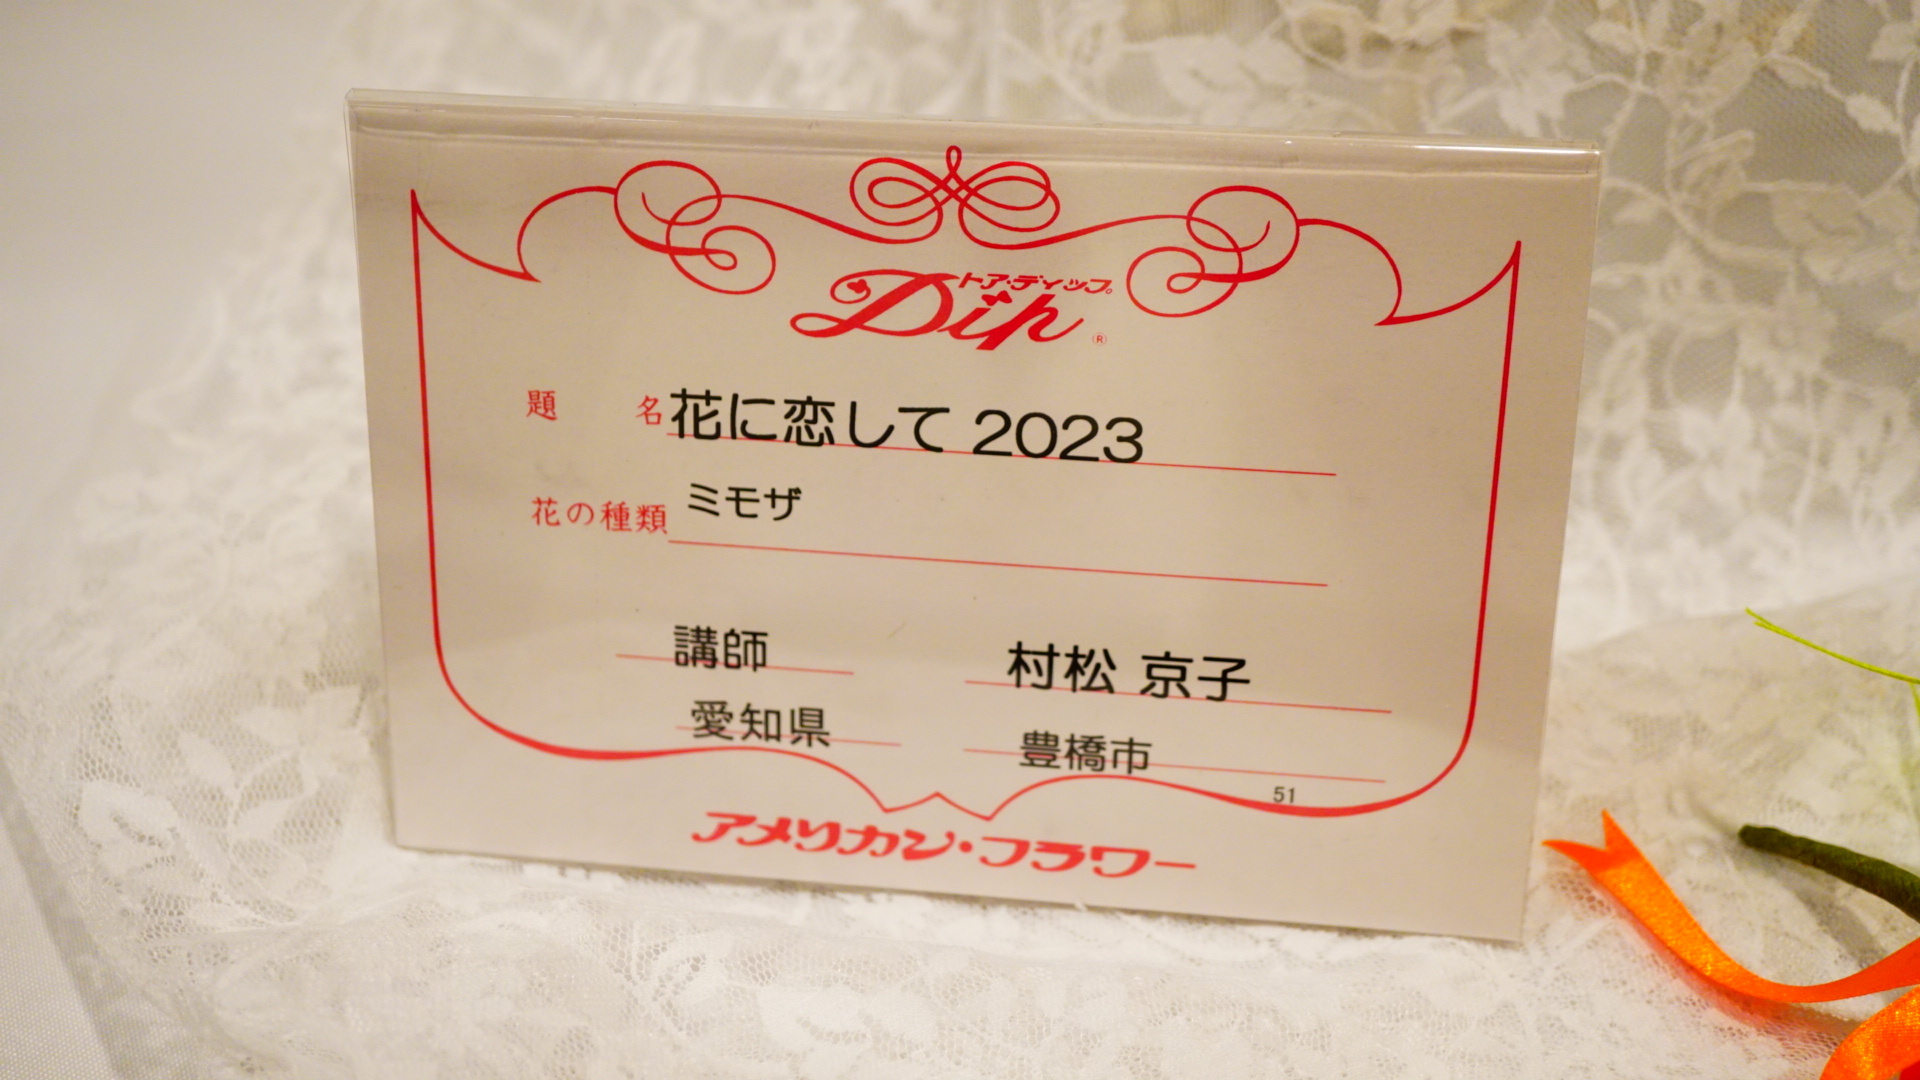 トア・ディップ
Dip ®
題 名 花に恋して 2023
花の種類 ミモザ
講師 村松 京子
愛知県 豊橋市
51
アメリカン・フラワー